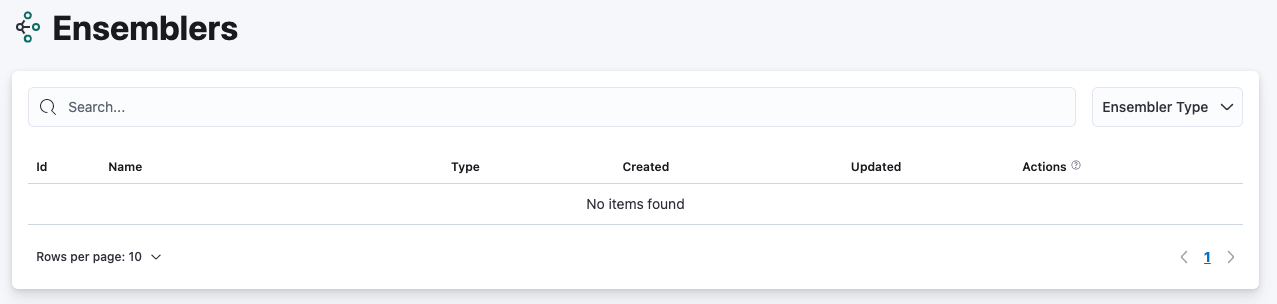 Ensemblers
Search...
Ensembler Type
Id Name Type Created Updated Actions
No items found
Rows per page: 10
1